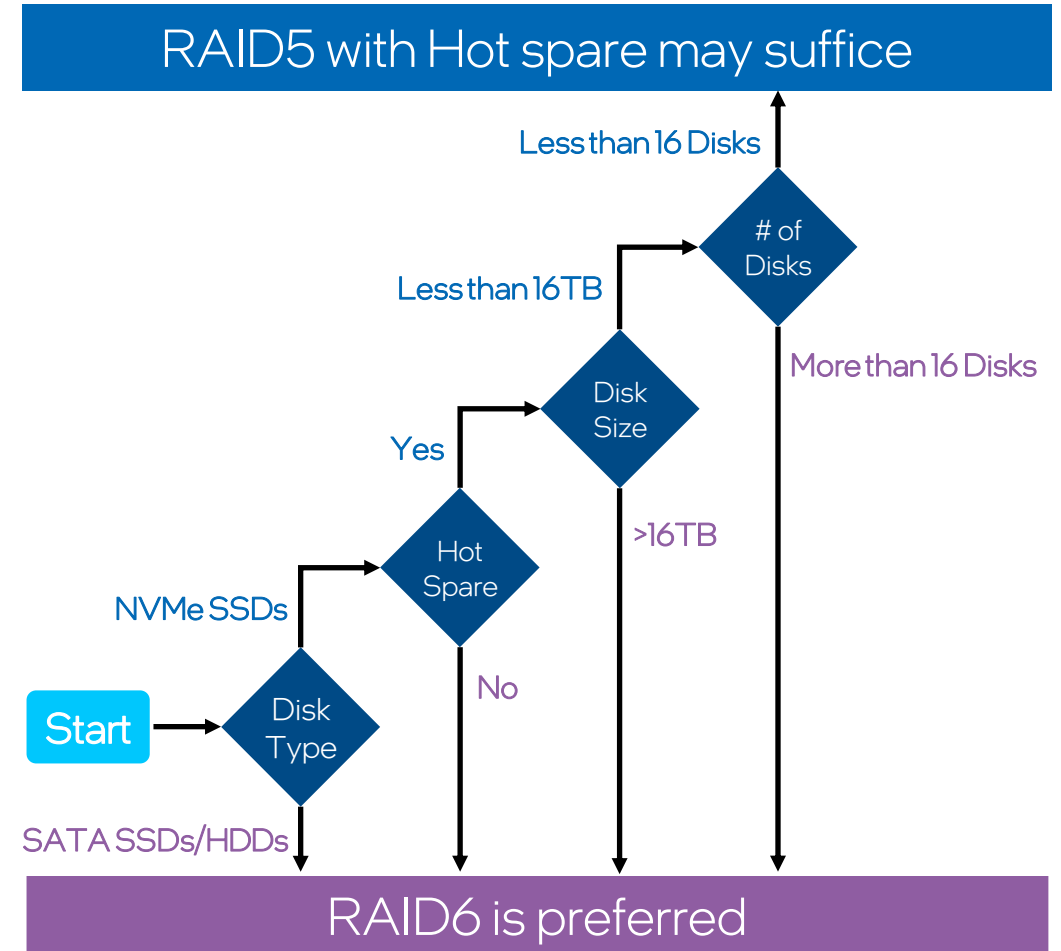 RAID5 with Hot spare may suffice
Less than 16 Disks
# of
Disks
Less than 16TB
More than 16 Disks
Disk
Size
Yes
>16TB
Hot
Spare
NVMe SSDs
No
Start
Disk
Type
SATA SSDs/HDDs
RAID6 is preferred